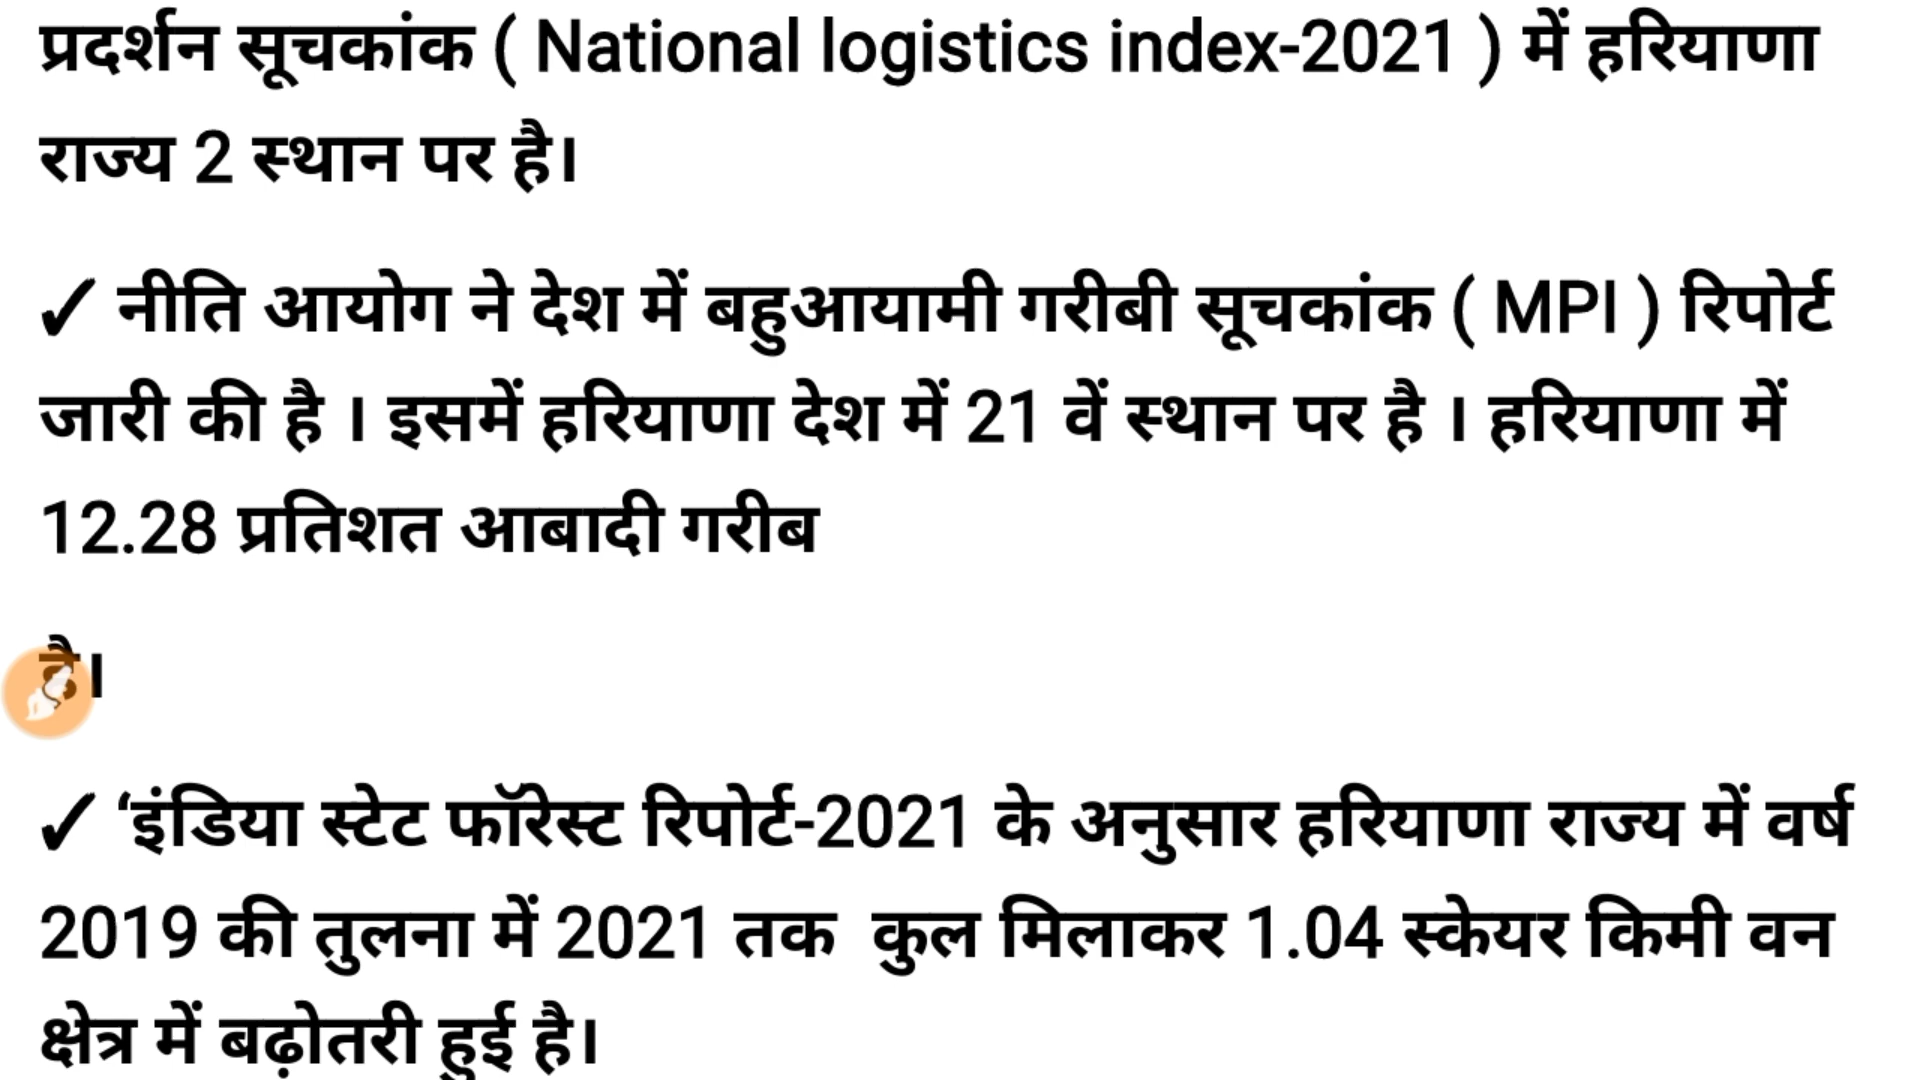 प्रदर्शन सूचकांक ( National logistics index-2021 ) में हरियाणा
राज्य 2 स्थान पर है।
✓ नीति आयोग ने देश में बहुआयामी गरीबी सूचकांक ( MPI ) रिपोर्ट
जारी की है । इसमें हरियाणा देश में 21 वें स्थान पर है । हरियाणा में
12.28 प्रतिशत आबादी गरीब
है।
✓ ‘इंडिया स्टेट फॉरेस्ट रिपोर्ट-2021 के अनुसार हरियाणा राज्य में वर्ष
2019 की तुलना में 2021 तक कुल मिलाकर 1.04 स्केयर किमी वन
क्षेत्र में बढ़ोतरी हुई है।